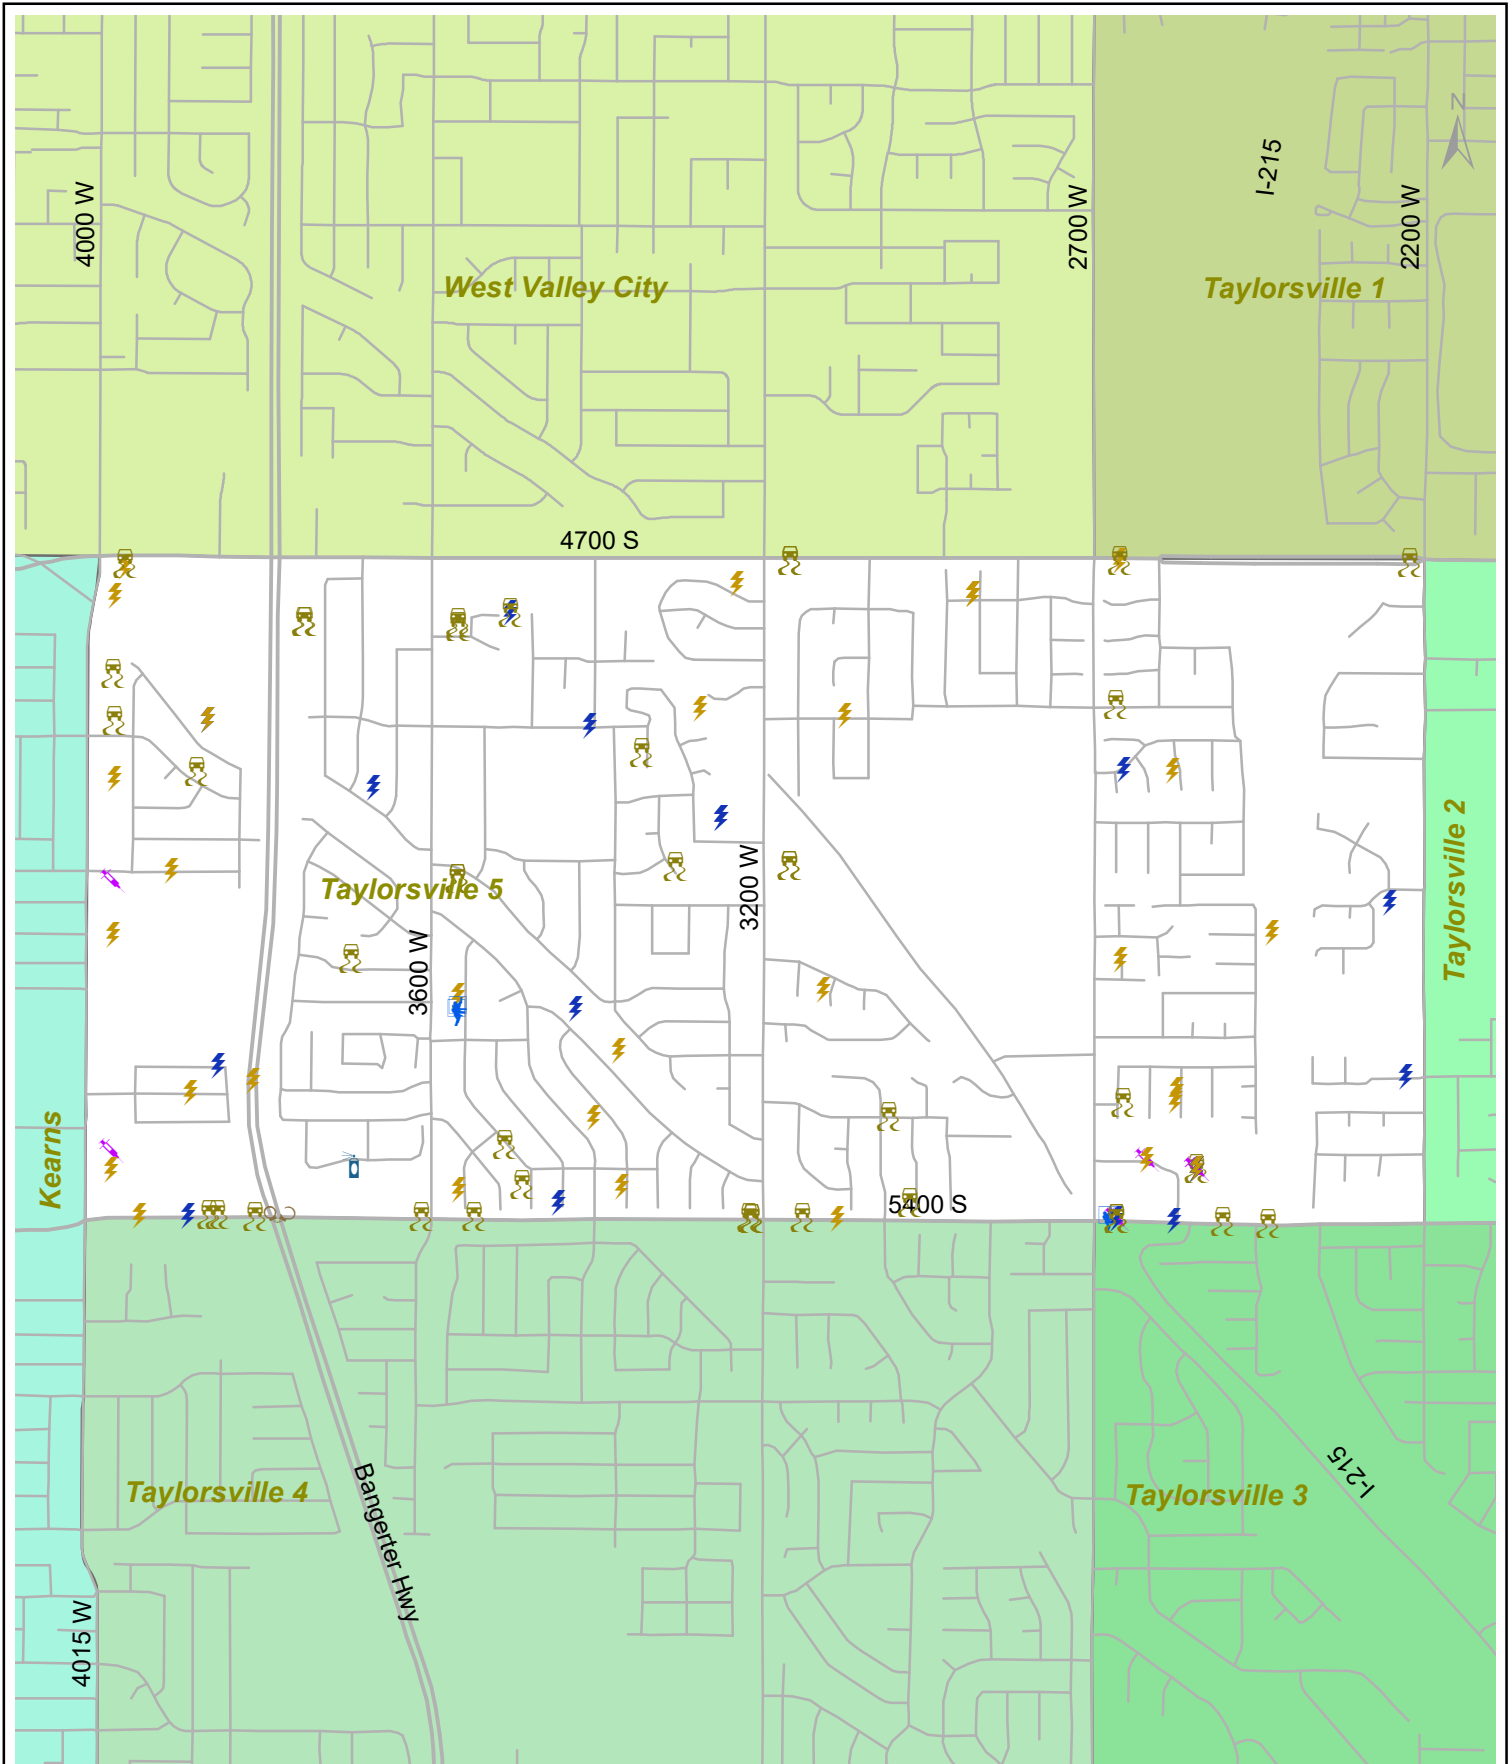 N
I-215
4000 W
2700 W
2200 W
West Valley City
Taylorsville 1
4700 S
Taylorsville 2
3200 W
Taylorsville 5
3600 W
Kearns
5400 S
I-215
Taylorsville 4
Taylorsville 3
Bangerter Hwy
4015 W